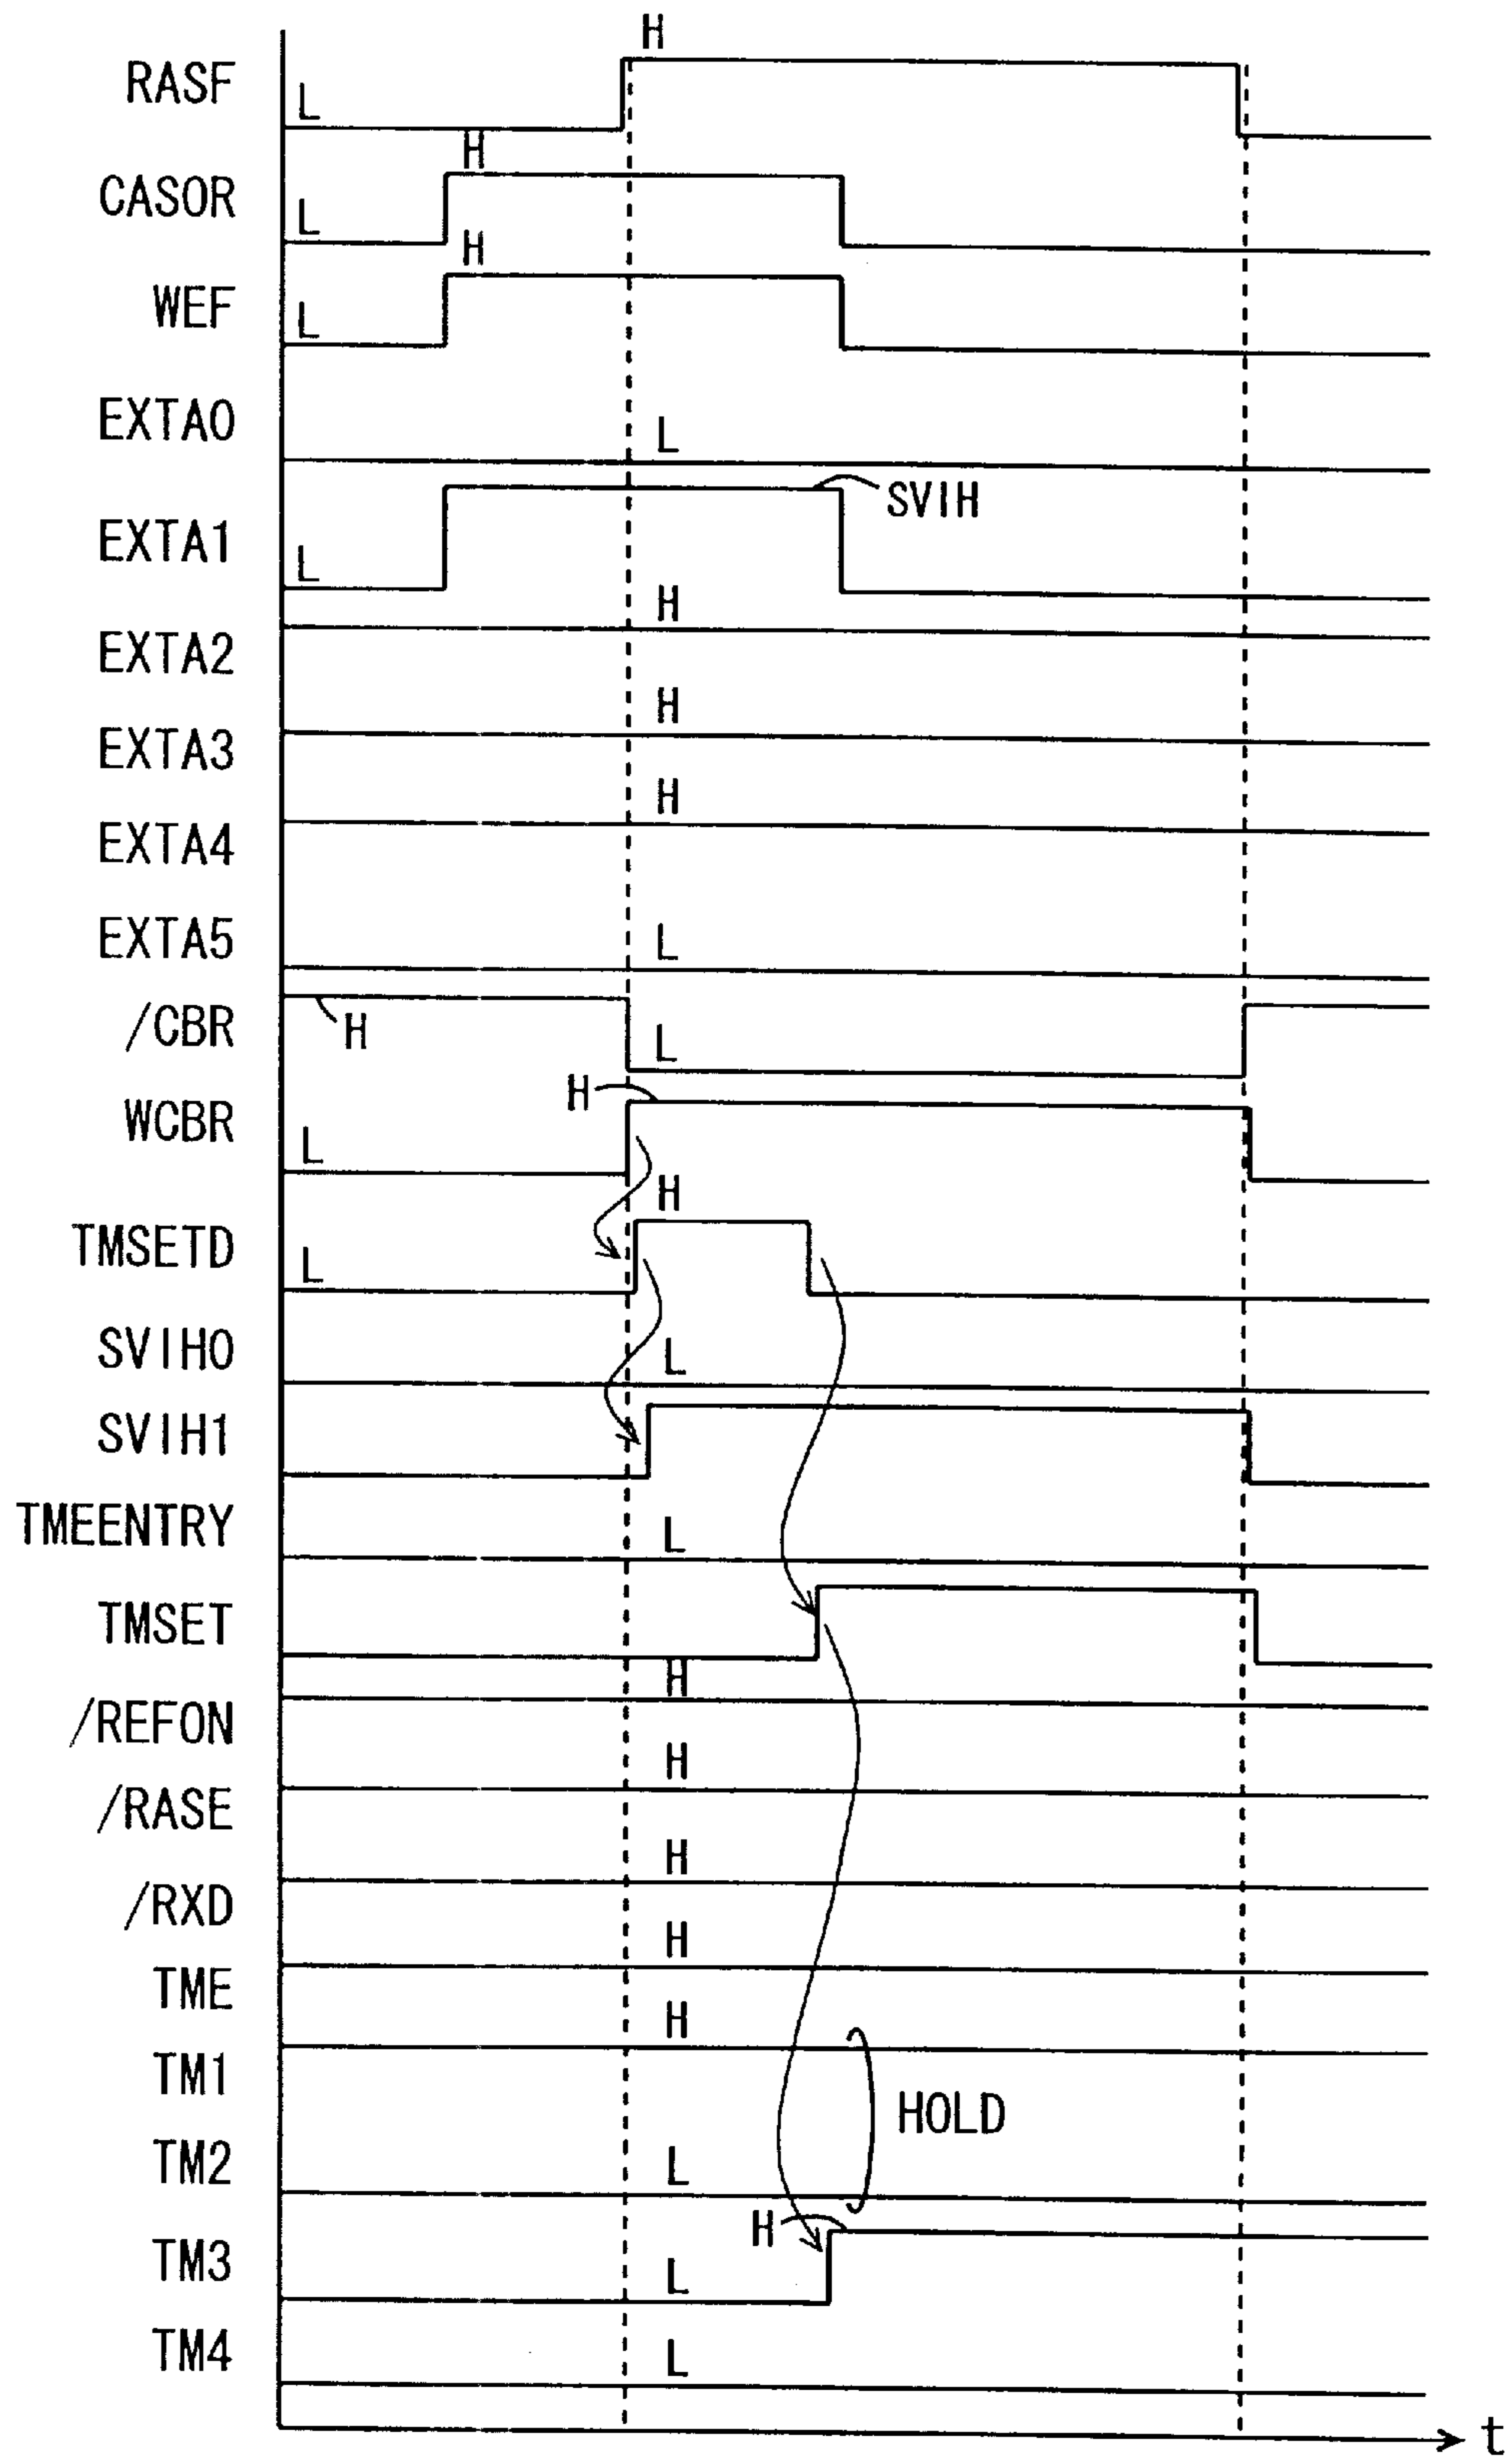 H
RASF L
H
CASOR L
H
WEF L
EXTA0 L
SVIH
EXTA1 L
H
EXTA2
H
EXTA3
H
EXTA4
EXTA5 L
/CBR H L
H
WCBR L
H
TMSETD L
SVIH0 L
SVIH1
TMEENTRY L
TMSET
H
/REFON
H
/RASE
H
/RXD
H
TME
H
TM1
HOLD
TM2 L
H
TM3 L
TM4 L
t